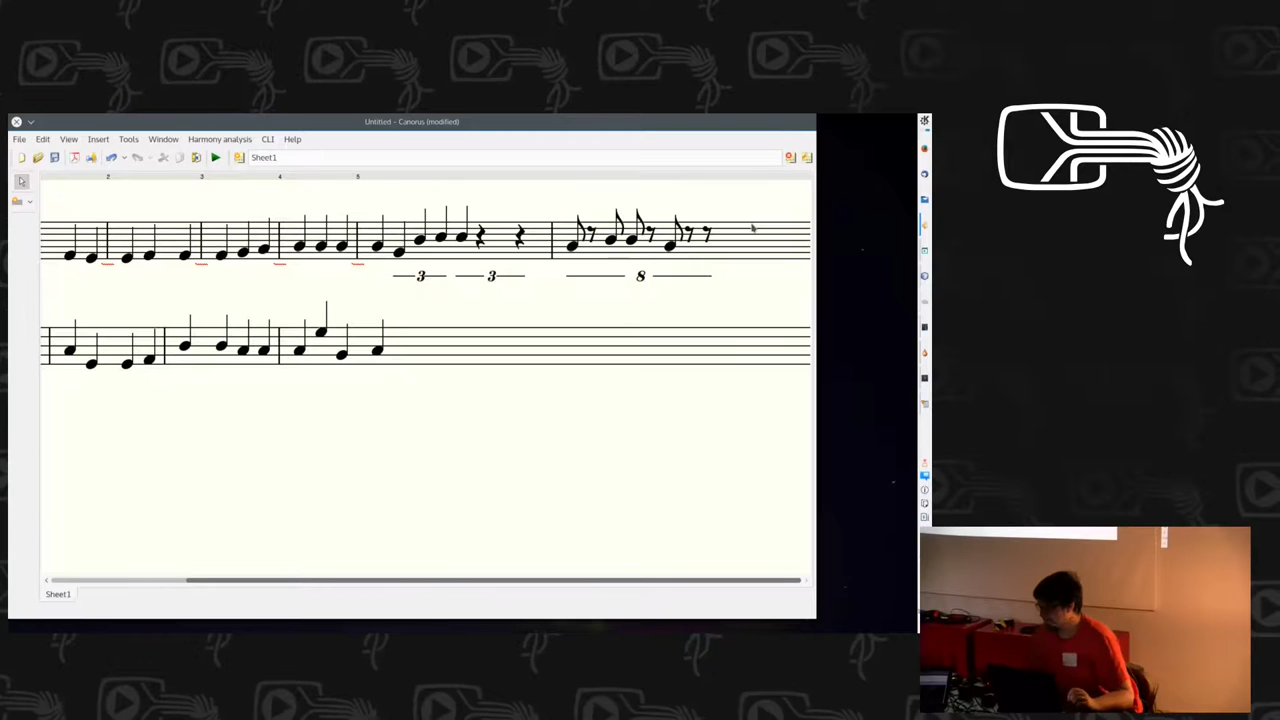 Untitled – Canorus (modified)
File Edit View Insert Tools Window Harmony analysis CLI Help
Sheet1
2 3 4 5
3 3 8
Sheet1